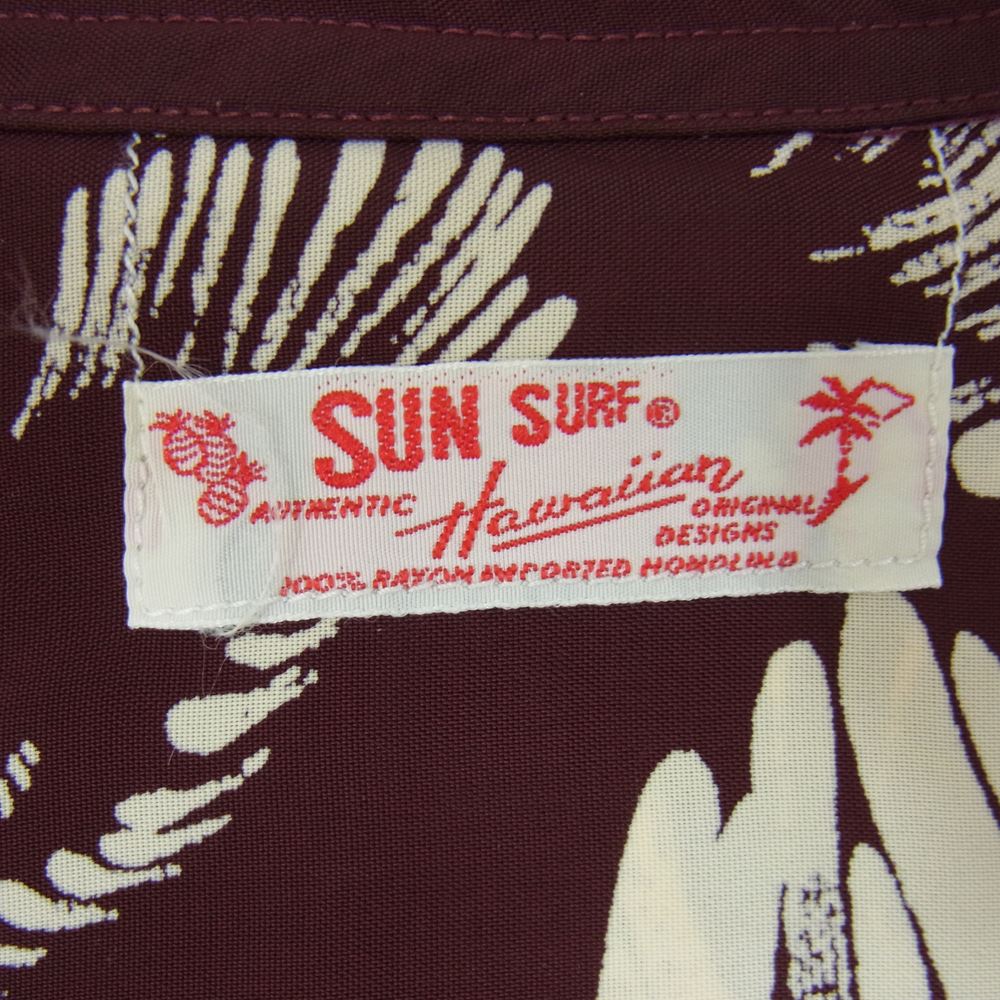 SUN SURF®
AUTHENTIC Hawaiian ORIGINAL
DESIGNS
100% RAYON IMPORTED HONOLULU